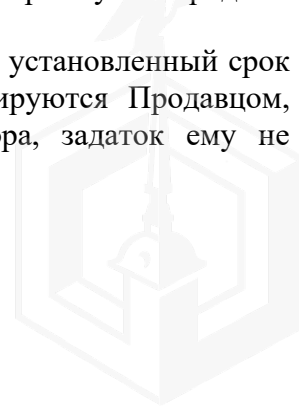 установленный срок
ируются Продавцом,
ра, задаток ему не